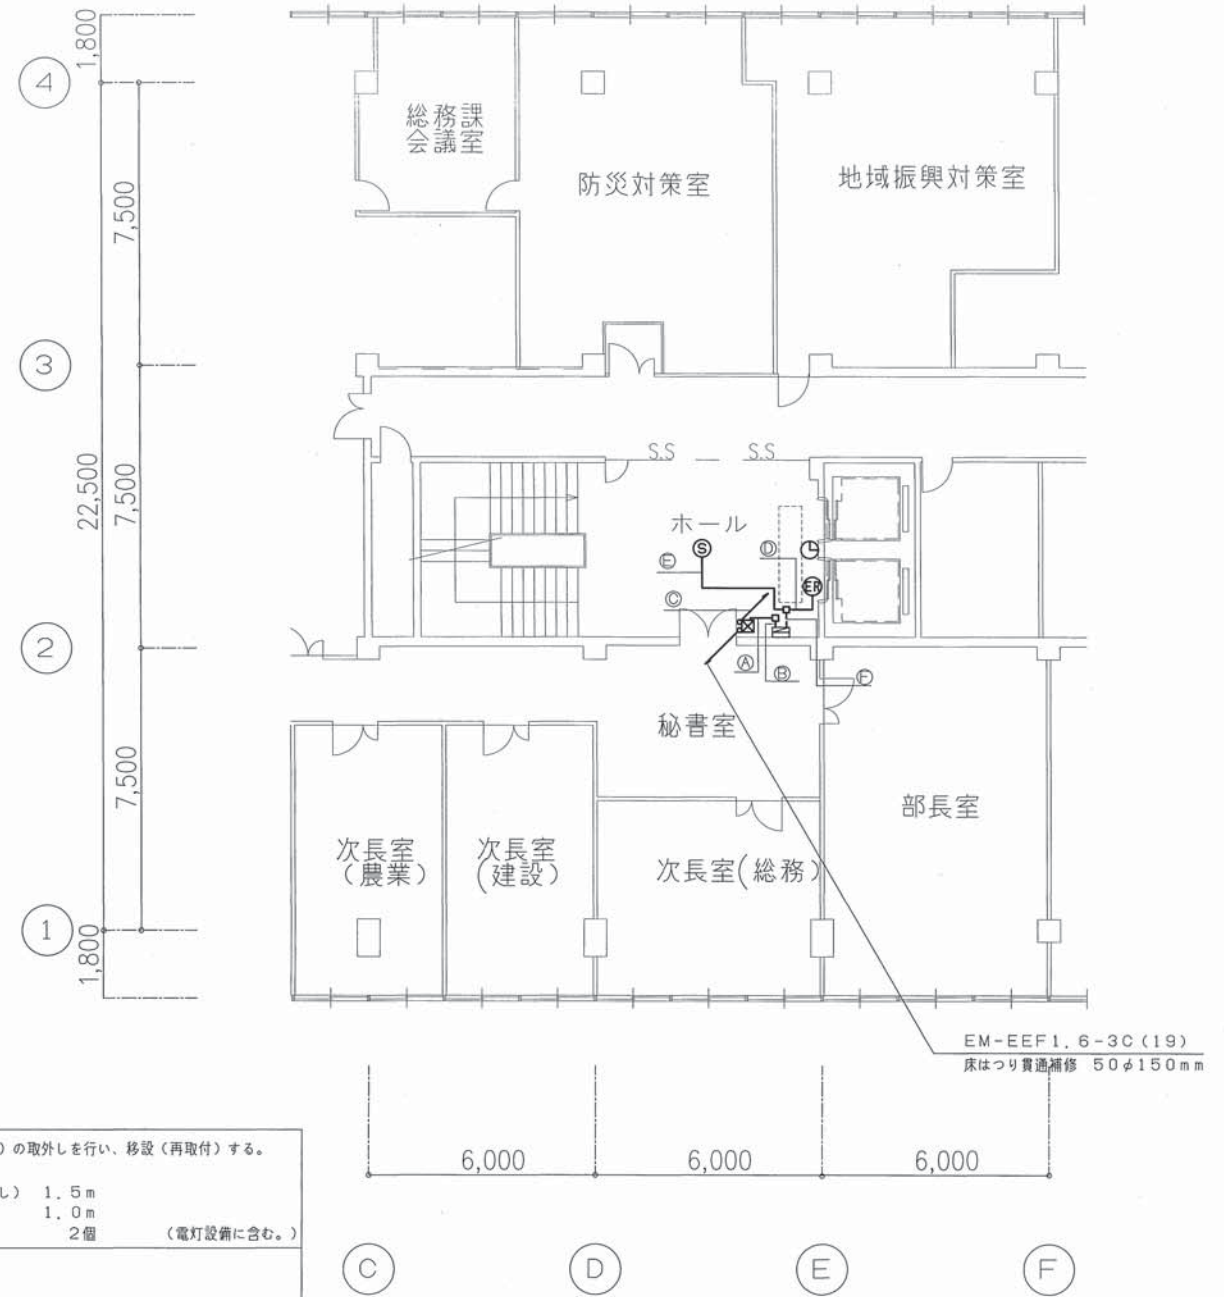 1,800
4
総務課
会議室
防災対策室
地域振興対策室
7,500
3
S.S
S.S
22,500
7,500
ホール
S
D
E
ER
C
2
A
B
F
秘書室
7,500
部長室
次長室
(農業)
次長室
(建設)
次長室(総務)
1
1,800
EM-EEF1.6-3C(19)
床はつり貫通補修 50φ150mm
)の取外しを行い、移設(再取付)する。
し) 1.5m
1.0m
2個 (電灯設備に含む。)
6,000
6,000
6,000
C
D
E
F